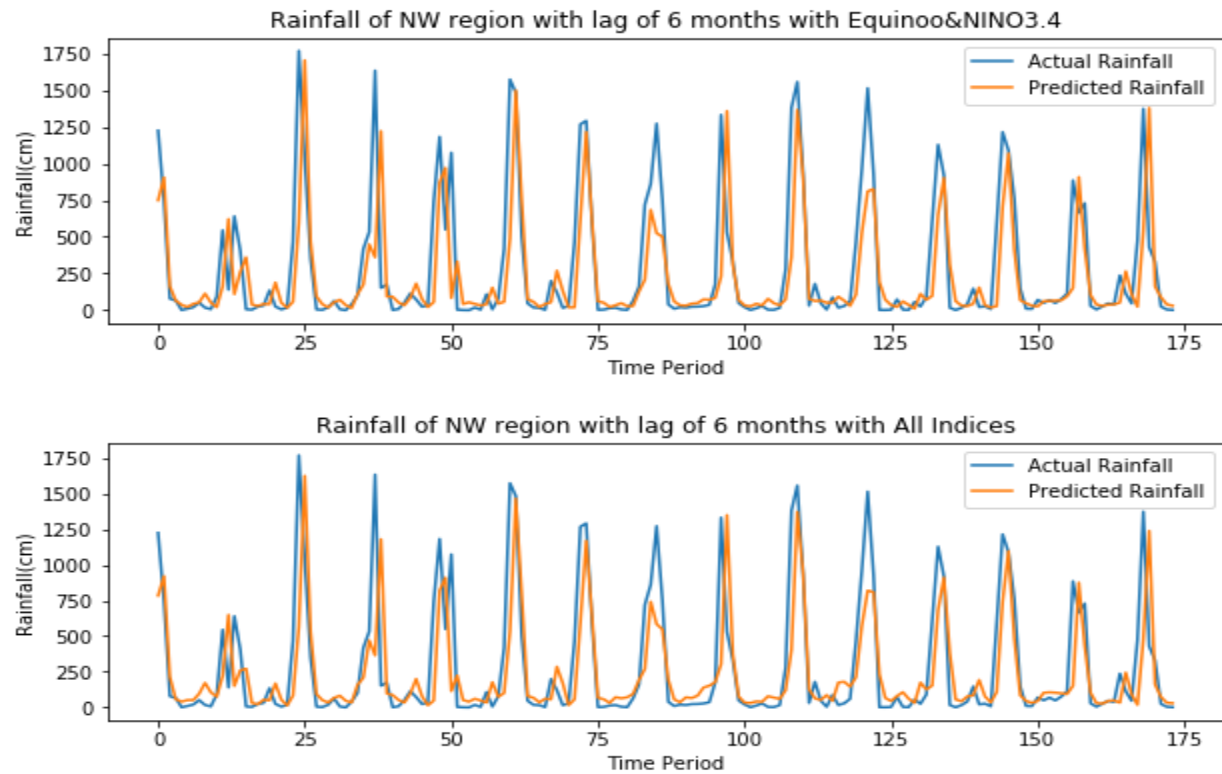 Rainfall of NW region with lag of 6 months with Equinoo&NINO3.4
Rainfall(cm)
1750
1500
1250
1000
750
500
250
0
Actual Rainfall
Predicted Rainfall
0 25 50 75 100 125 150 175
Time Period
Rainfall of NW region with lag of 6 months with All Indices
Rainfall(cm)
1750
1500
1250
1000
750
500
250
0
Actual Rainfall
Predicted Rainfall
0 25 50 75 100 125 150 175
Time Period